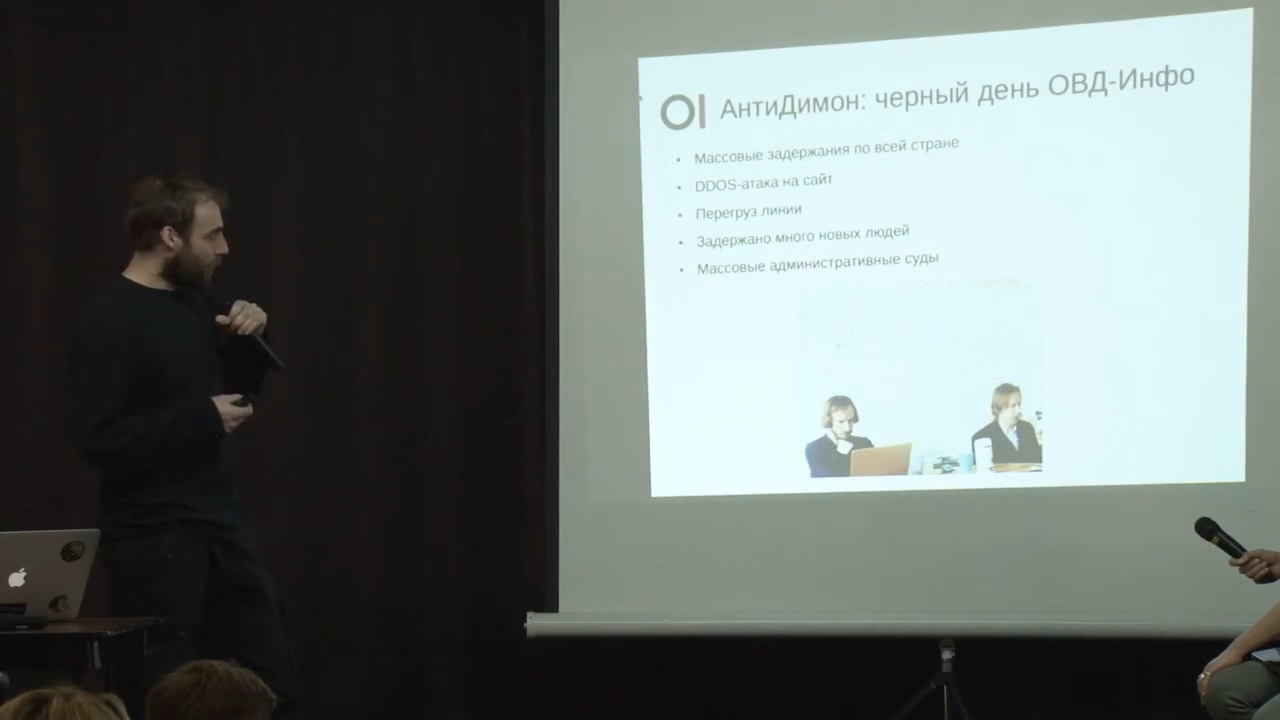 OI АнтиДимон: черный день ОВД-Инфо
• Массовые задержания по всей стране
• DDOS-атака на сайт
• Перегруз линии
• Задержано много новых людей
• Массовые административные суды